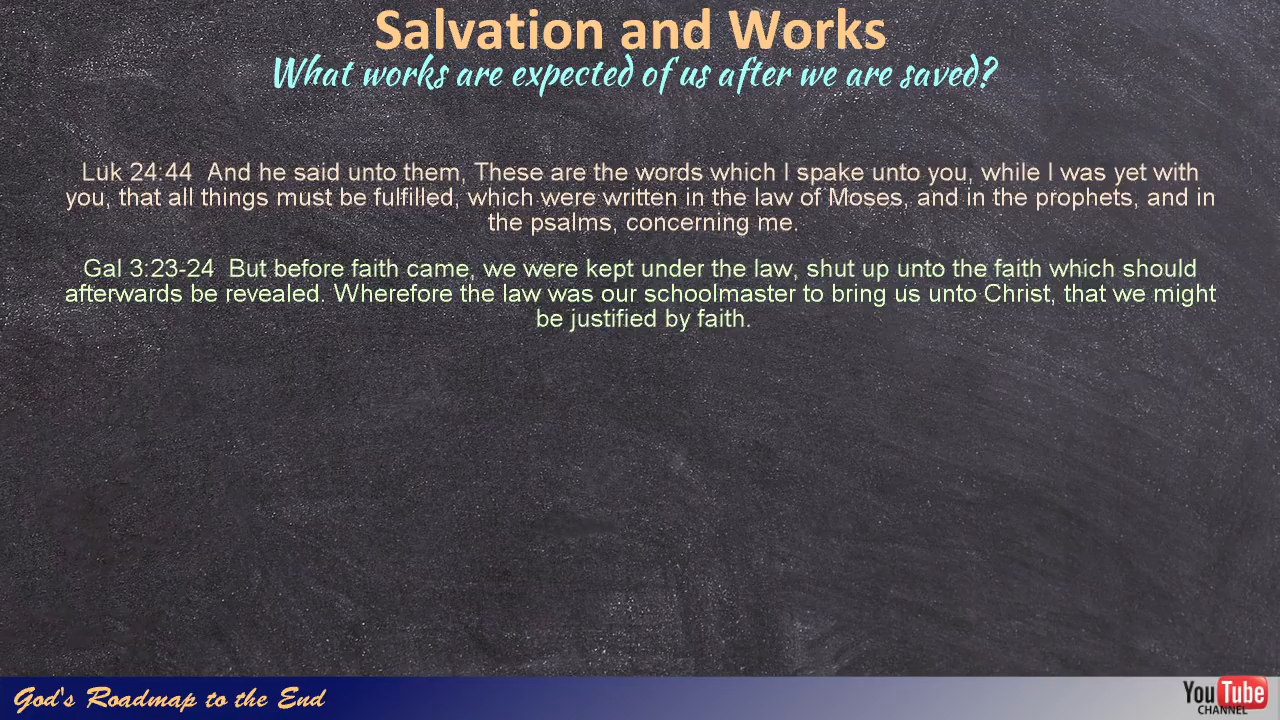 Salvation and Works
What works are expected of us after we are saved?
Luk 24:44  And he said unto them, These are the words which I spake unto you, while I was yet with
you, that all things must be fulfilled, which were written in the law of Moses, and in the prophets, and in
the psalms, concerning me.
Gal 3:23-24  But before faith came, we were kept under the law, shut up unto the faith which should
afterwards be revealed. Wherefore the law was our schoolmaster to bring us unto Christ, that we might
be justified by faith.
God's Roadmap to the End
YouTube
CHANNEL